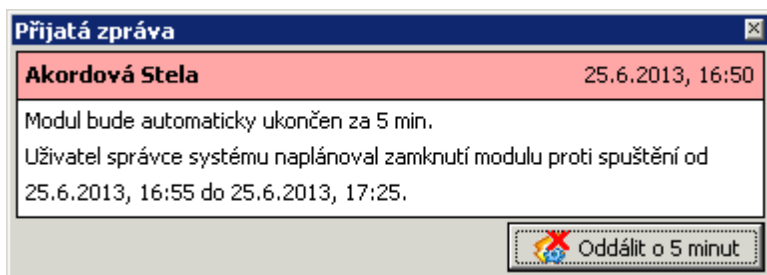 Přijatá zpráva
Akordová Stela 25.6.2013, 16:50
Modul bude automaticky ukončen za 5 min.
Uživatel správce systému naplánoval zamknutí modulu proti spuštění od
25.6.2013, 16:55 do 25.6.2013, 17:25.
Oddálit o 5 minut